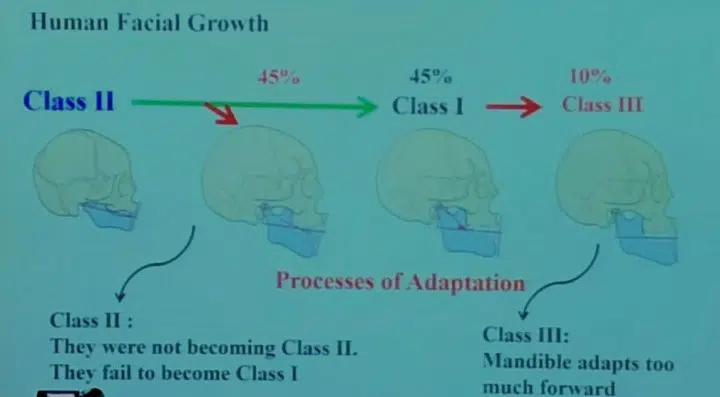 Human Facial Growth
45%
45%
10%
Class II
Class I
Class III
Processes of Adaptation
Class II :
They were not becoming Class II.
They fail to become Class I
Class III:
Mandible adapts too
much forward